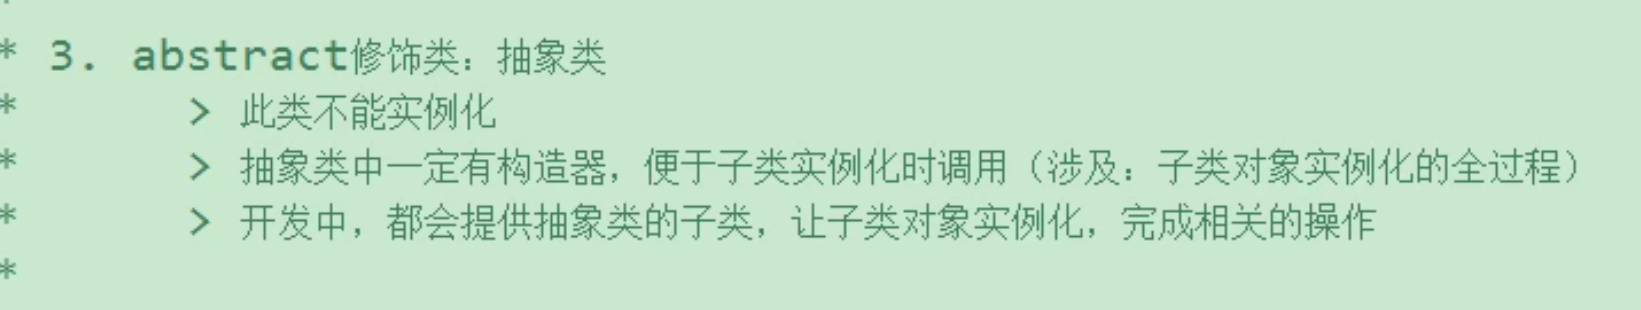 *
* 3. abstract修饰类：抽象类
* > 此类不能实例化
* > 抽象类中一定有构造器，便于子类实例化时调用（涉及：子类对象实例化的全过程）
* > 开发中，都会提供抽象类的子类，让子类对象实例化，完成相关的操作
*